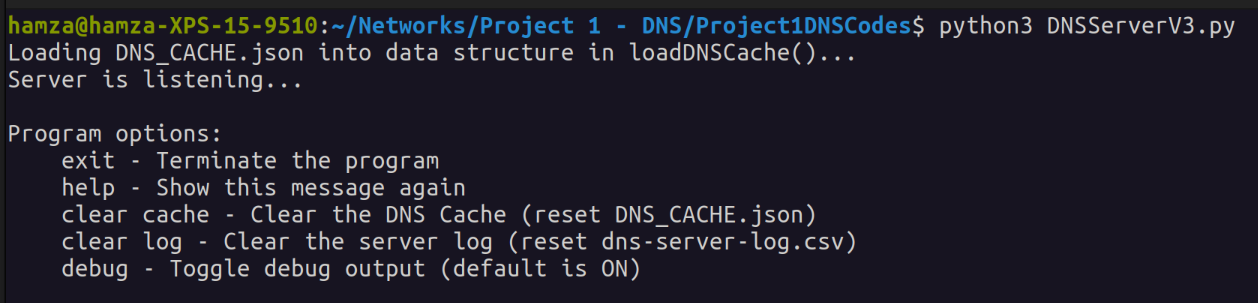 hamza@hamza-XPS-15-9510:~/Networks/Project 1 - DNS/Project1DNSCodes$ python3 DNSServerV3.py
Loading DNS_CACHE.json into data structure in loadDNSCache()...
Server is listening...

Program options:
    exit - Terminate the program
    help - Show this message again
    clear cache - Clear the DNS Cache (reset DNS_CACHE.json)
    clear log - Clear the server log (reset dns-server-log.csv)
    debug - Toggle debug output (default is ON)